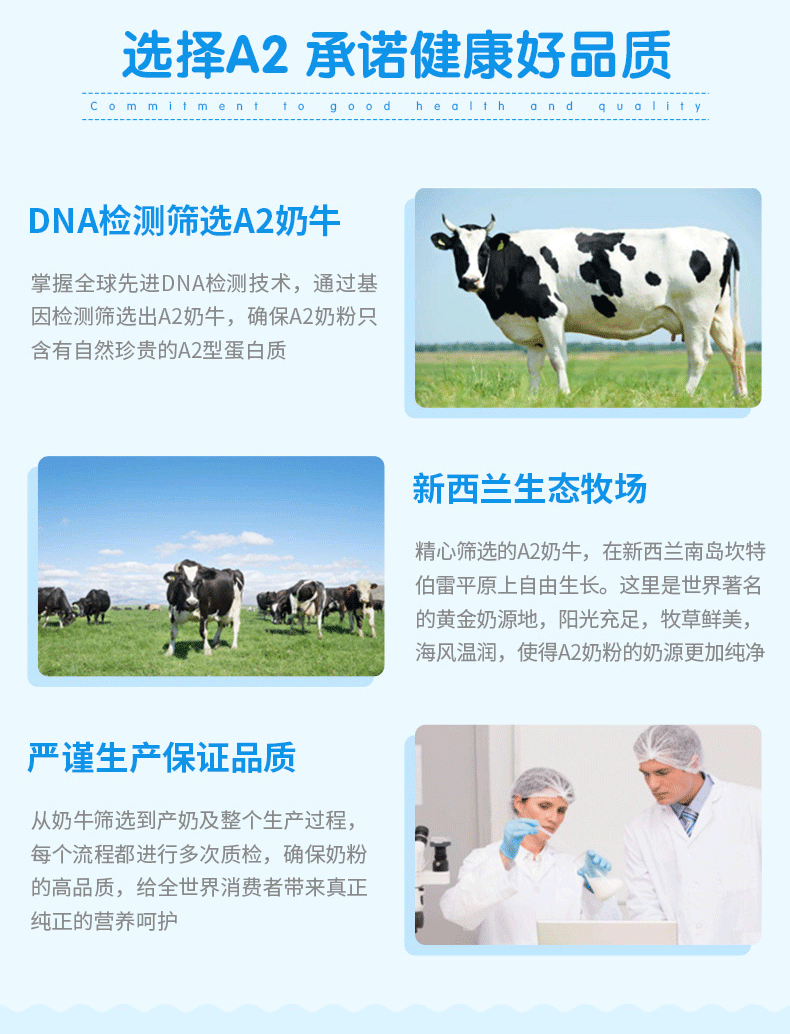 选择A2 承诺健康好品质
Commitment to good health and quality
DNA检测筛选A2奶牛
掌握全球先进DNA检测技术，通过基
因检测筛选出A2奶牛，确保A2奶粉只
含有自然珍贵的A2型蛋白质
新西兰生态牧场
精心筛选的A2奶牛，在新西兰南岛坎特
伯雷平原上自由生长。这里是世界著名
的黄金奶源地，阳光充足，牧草鲜美，
海风温润，使得A2奶粉的奶源更加纯净
严谨生产保证品质
从奶牛筛选到产奶及整个生产过程，
每个流程都进行多次质检，确保奶粉
的高品质，给全世界消费者带来真正
纯正的营养呵护